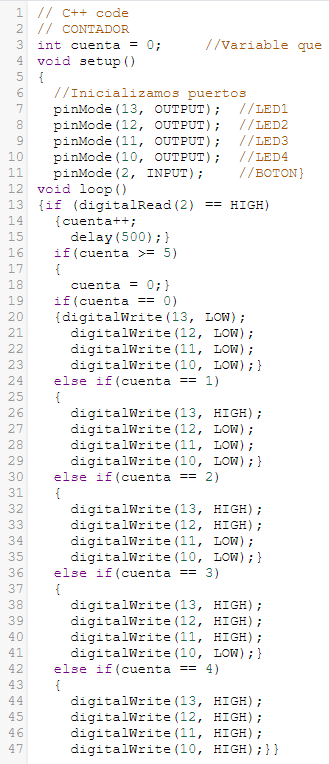 1 // C++ code
2 // CONTADOR
3 int cuenta = 0;     //Variable que
4 void setup()
5 {
6   //Inicializamos puertos
7   pinMode(13, OUTPUT);  //LED1
8   pinMode(12, OUTPUT);  //LED2
9   pinMode(11, OUTPUT);  //LED3
10   pinMode(10, OUTPUT);  //LED4
11   pinMode(2, INPUT);    //BOTON}
12 void loop()
13 {if (digitalRead(2) == HIGH)
14   {cuenta++;
15     delay(500);}
16   if(cuenta >= 5)
17   {
18     cuenta = 0;}
19   if(cuenta == 0)
20   {digitalWrite(13, LOW);
21     digitalWrite(12, LOW);
22     digitalWrite(11, LOW);
23     digitalWrite(10, LOW);}
24   else if(cuenta == 1)
25   {
26     digitalWrite(13, HIGH);
27     digitalWrite(12, LOW);
28     digitalWrite(11, LOW);
29     digitalWrite(10, LOW);}
30   else if(cuenta == 2)
31   {
32     digitalWrite(13, HIGH);
33     digitalWrite(12, HIGH);
34     digitalWrite(11, LOW);
35     digitalWrite(10, LOW);}
36   else if(cuenta == 3)
37   {
38     digitalWrite(13, HIGH);
39     digitalWrite(12, HIGH);
40     digitalWrite(11, HIGH);
41     digitalWrite(10, LOW);}
42   else if(cuenta == 4)
43   {
44     digitalWrite(13, HIGH);
45     digitalWrite(12, HIGH);
46     digitalWrite(11, HIGH);
47     digitalWrite(10, HIGH);}}